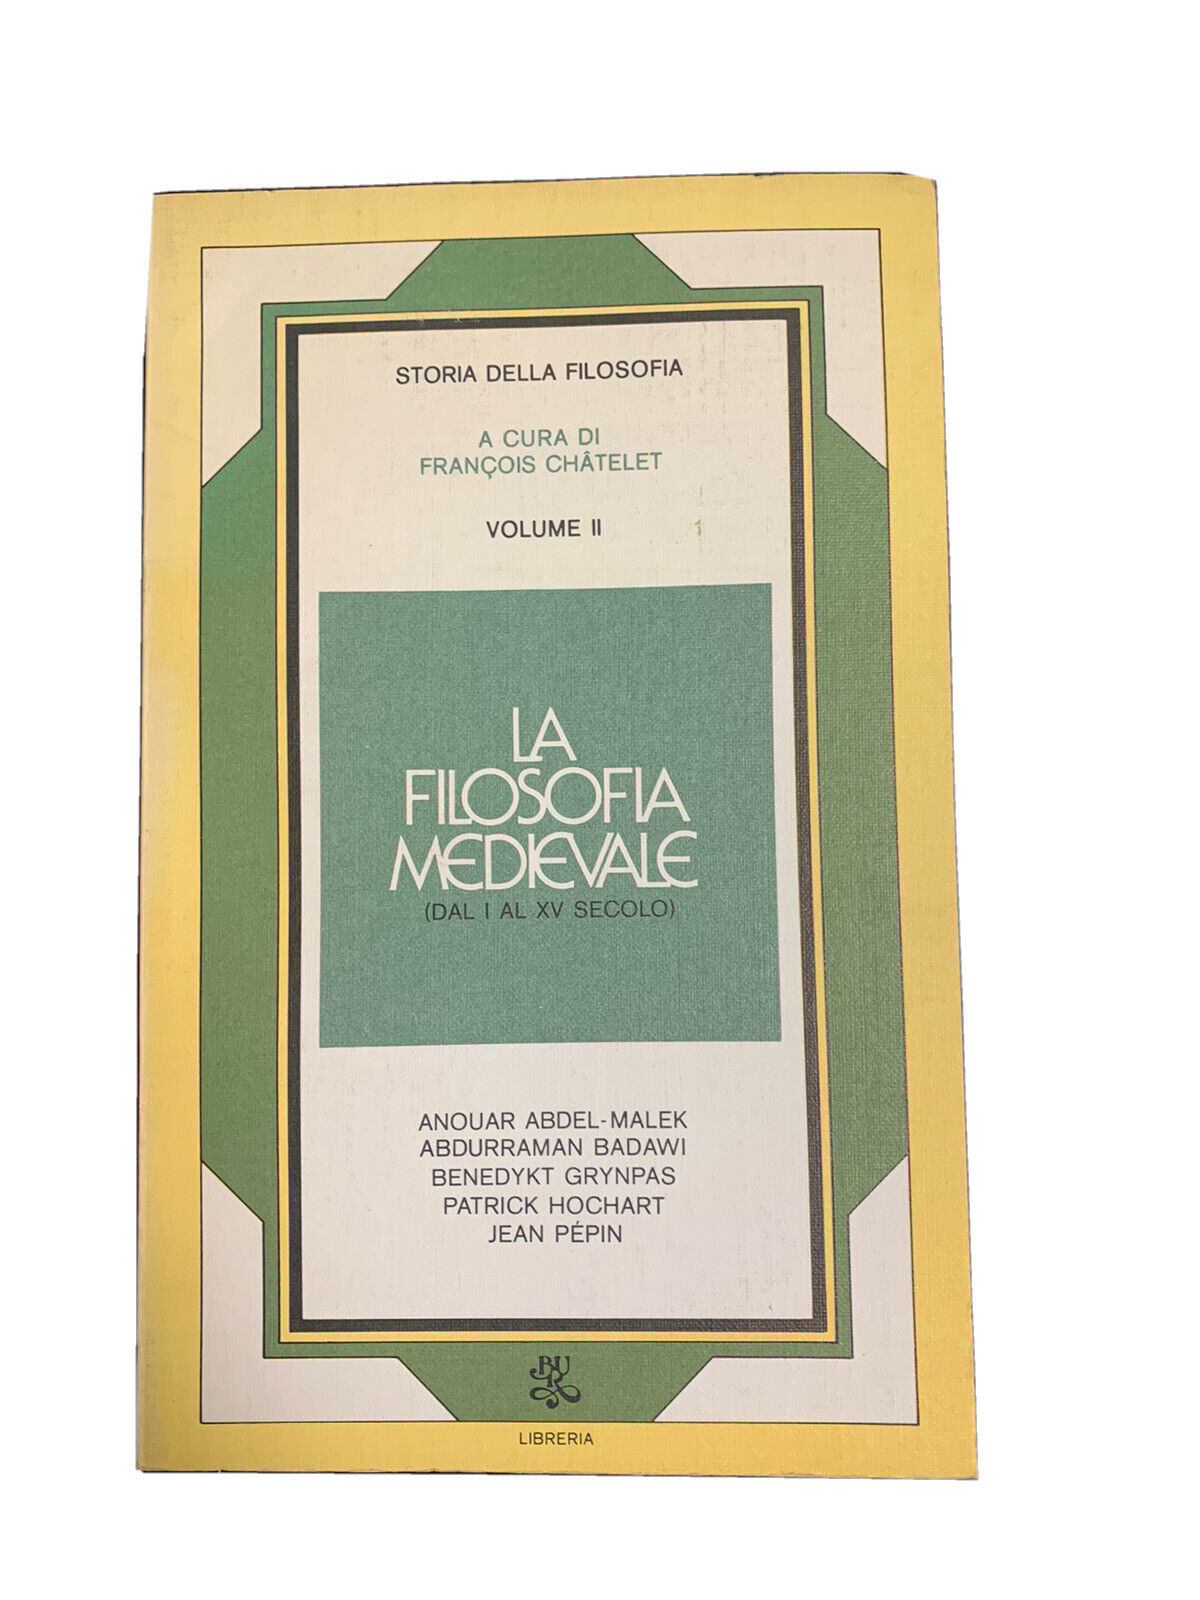 STORIA DELLA FILOSOFIA
A CURA DI
FRANÇOIS CHÂTELET
VOLUME II
LA
FILOSOFIA
MEDIEVALE
(DAL I AL XV SECOLO)
ANOUAR ABDEL-MALEK
ABDURRAMAN BADAWI
BENEDYKT GRYNPAS
PATRICK HOCHART
JEAN PÉPIN
BUR
LIBRERIA